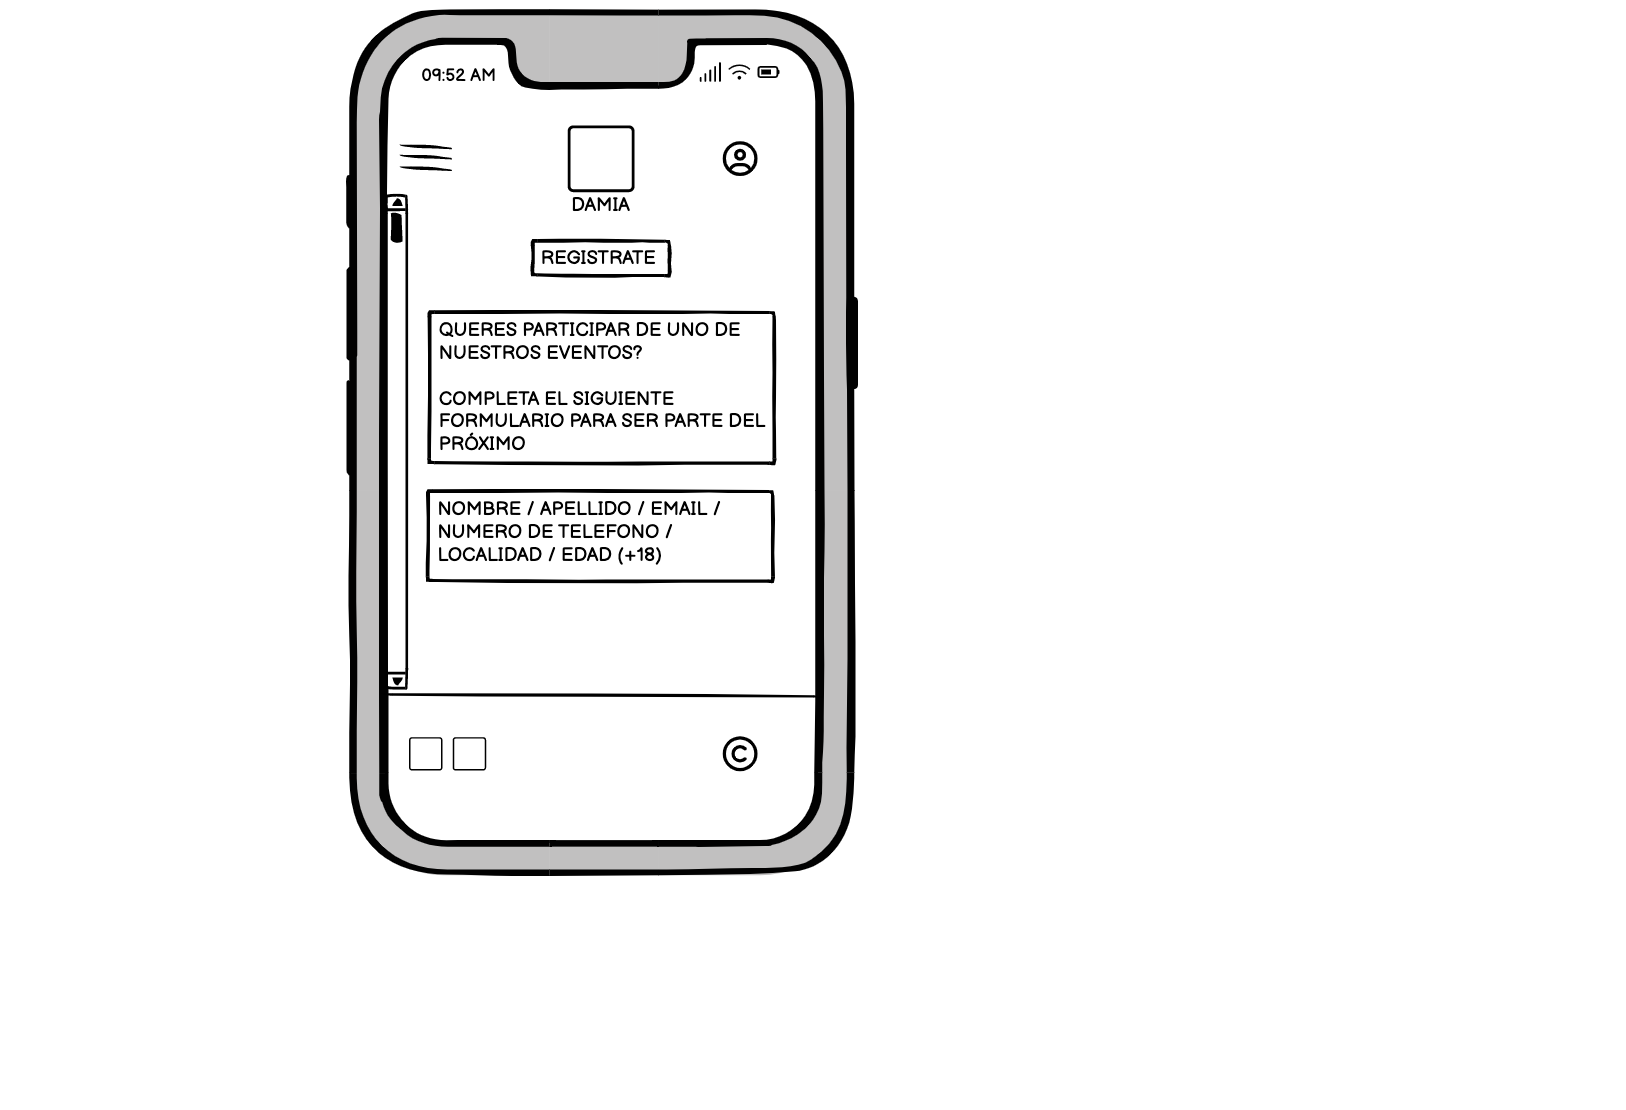 09:52 AM
DAMIA
REGISTRATE
QUERES PARTICIPAR DE UNO DE
NUESTROS EVENTOS?
COMPLETA EL SIGUIENTE
FORMULARIO PARA SER PARTE DEL
PRÓXIMO
NOMBRE / APELLIDO / EMAIL /
NUMERO DE TELEFONO /
LOCALIDAD / EDAD (+18)
©